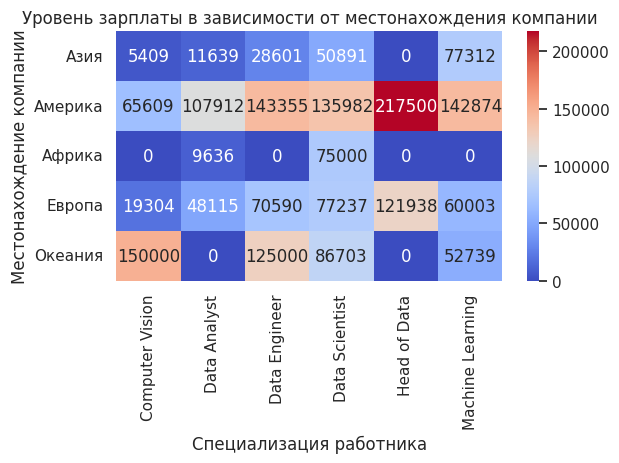 Уровень зарплаты в зависимости от местонахождения компании
Местонахождение компании
Азия 5409 11639 28601 50891 0 77312
Америка 65609 107912 143355 135982 217500 142874
Африка 0 9636 0 75000 0 0
Европа 19304 48115 70590 77237 121938 60003
Океания 150000 0 125000 86703 0 52739
Computer Vision
Data Analyst
Data Engineer
Data Scientist
Head of Data
Machine Learning
Специализация работника
200000
150000
100000
50000
0